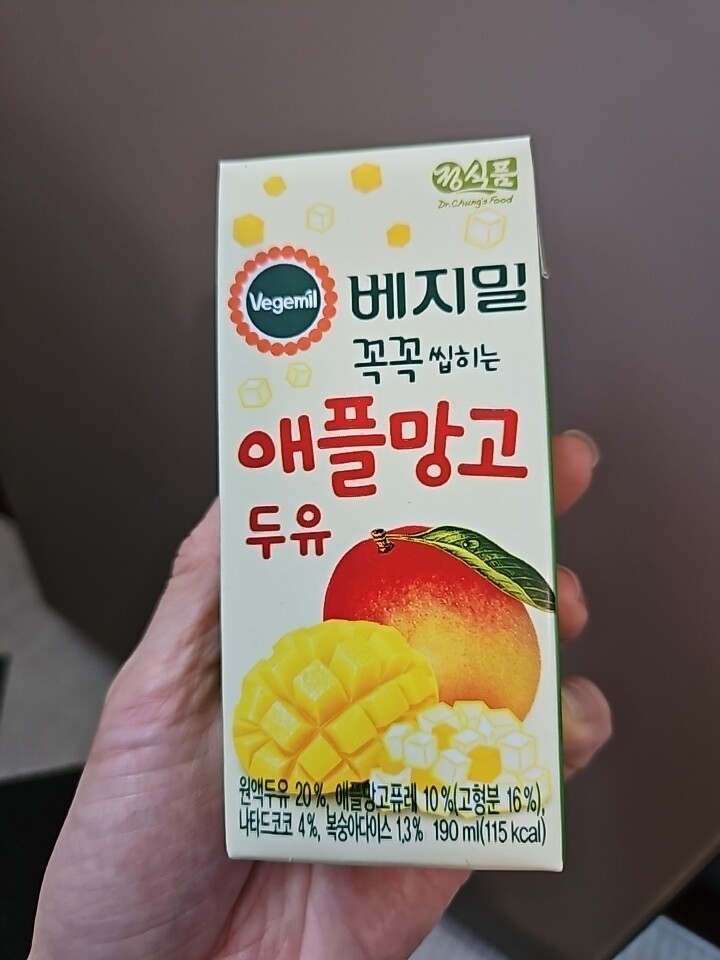 정식품
Dr.Chung's Food
Vegemil
베지밀
꼭꼭 씹히는
애플망고
두유
원액두유 20%, 애플망고퓨레 10%(고형분 16%),
나타드코코 4%, 복숭아다이스 1.3% 190 ml(115 kcal)